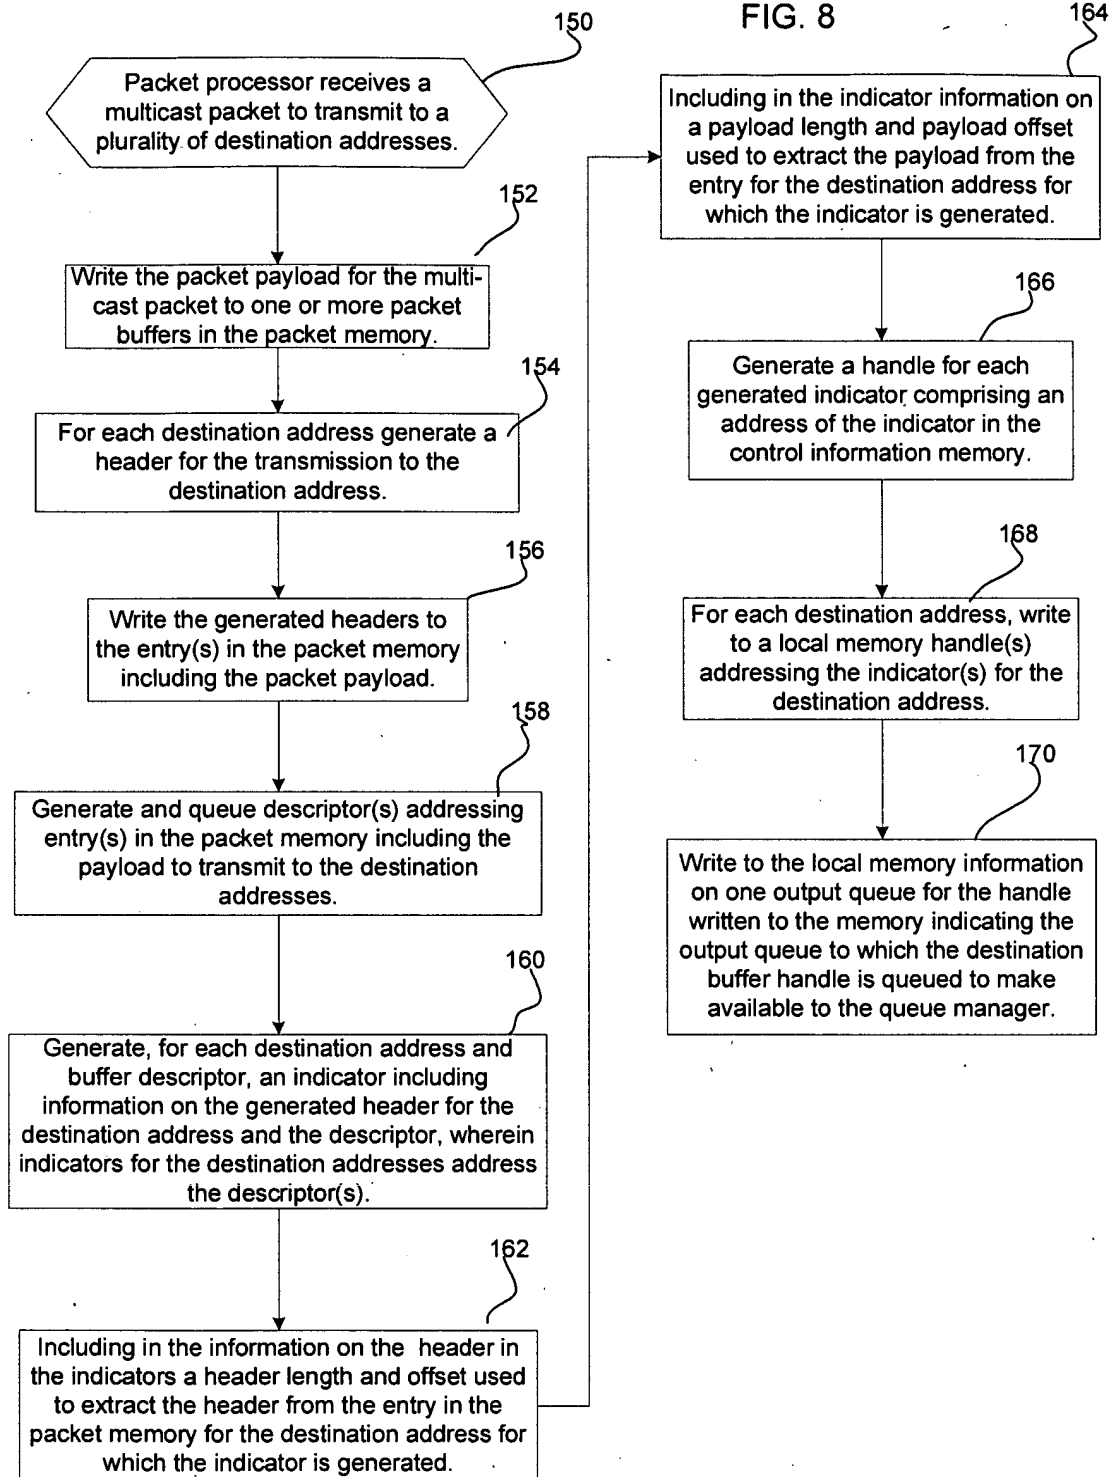 FIG. 8
150
Packet processor receives a
multicast packet to transmit to a
plurality of destination addresses.
152
Write the packet payload for the multi-
cast packet to one or more packet
buffers in the packet memory.
154
For each destination address generate a
header for the transmission to the
destination address.
156
Write the generated headers to
the entry(s) in the packet memory
including the packet payload.
158
Generate and queue descriptor(s) addressing
entry(s) in the packet memory including the
payload to transmit to the destination
addresses.
160
Generate, for each destination address and
buffer descriptor, an indicator including
information on the generated header for the
destination address and the descriptor, wherein
indicators for the destination addresses address
the descriptor(s).
162
Including in the information on the header in
the indicators a header length and offset used
to extract the header from the entry in the
packet memory for the destination address for
which the indicator is generated.
164
Including in the indicator information on
a payload length and payload offset
used to extract the payload from the
entry for the destination address for
which the indicator is generated.
166
Generate a handle for each
generated indicator comprising an
address of the indicator in the
control information memory.
168
For each destination address, write
to a local memory handle(s)
addressing the indicator(s) for the
destination address.
170
Write to the local memory information
on one output queue for the handle
written to the memory indicating the
output queue to which the destination
buffer handle is queued to make
available to the queue manager.